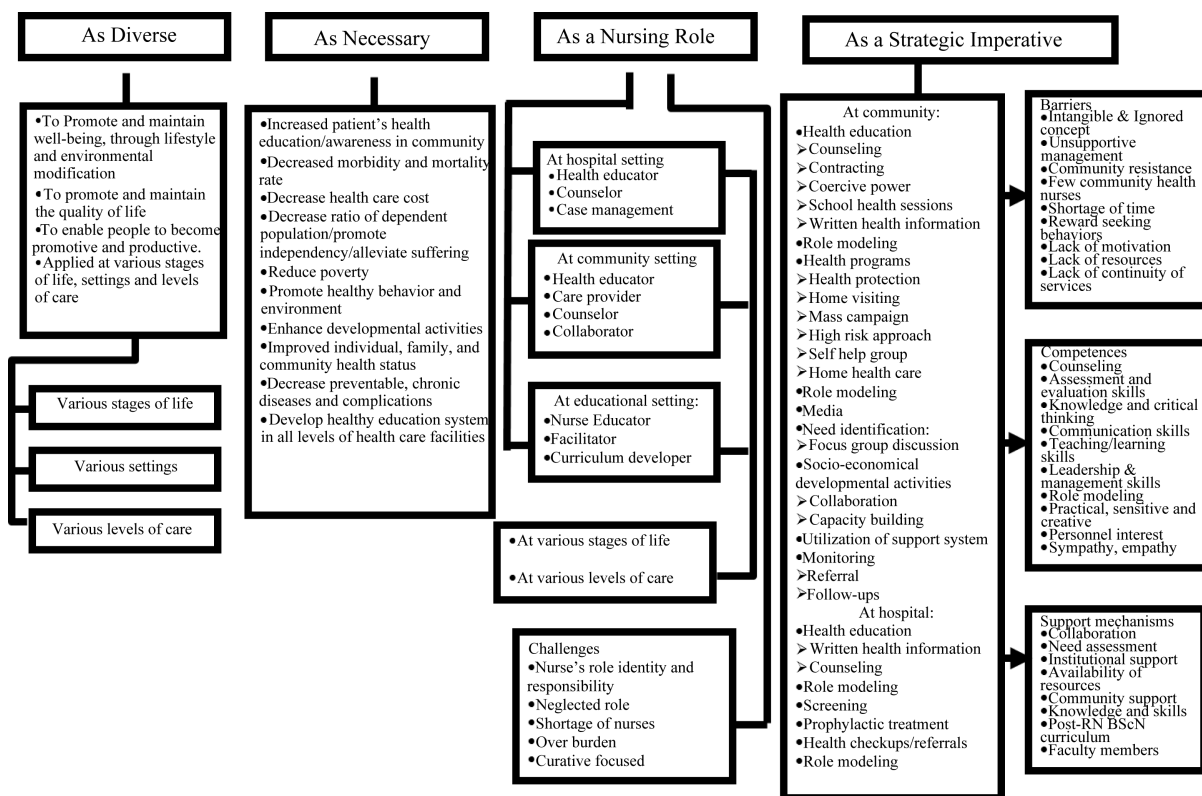 As Diverse
As Necessary
As a Nursing Role
As a Strategic Imperative
•To Promote and maintain
well-being, through lifestyle
and environmental
modification
•To promote and maintain
the quality of life
•To enable people to become
promotive and productive.
•Applied at various stages
of life, settings and levels
of care
Various stages of life
Various settings
Various levels of care
•Increased patient's health
education/awareness in community
•Decreased morbidity and mortality
rate
•Decrease health care cost
•Decrease ratio of dependent
population/promote
independency/alleviate suffering
•Reduce poverty
•Promote healthy behavior and
environment
•Enhance developmental activities
•Improved individual, family, and
community health status
•Decrease preventable, chronic
diseases and complications
•Develop healthy education system
in all levels of health care facilities
At hospital setting
•Health educator
•Counselor
•Case management
At community setting
•Health educator
•Care provider
•Counselor
•Collaborator
At educational setting:
•Nurse Educator
•Facilitator
•Curriculum developer
•At various stages of life
•At various levels of care
Challenges
•Nurse's role identity and
responsibility
•Neglected role
•Shortage of nurses
•Over burden
•Curative focused
At community:
•Health education
➢Counseling
➢Contracting
➢Coercive power
➢School health sessions
➢Written health information
•Role modeling
•Health programs
➢Health protection
➢Home visiting
➢Mass campaign
➢High risk approach
➢Self help group
➢Home health care
•Role modeling
•Media
•Need identification:
➢Focus group discussion
•Socio-economical
developmental activities
➢Collaboration
➢Capacity building
•Utilization of support system
•Monitoring
➢Referral
➢Follow-ups
At hospital:
•Health education
➢Written health information
➢Counseling
•Role modeling
•Screening
•Prophylactic treatment
•Health checkups/referrals
•Role modeling
Barriers
•Intangible & Ignored
concept
•Unsupportive
management
•Community resistance
•Few community health
nurses
•Shortage of time
•Reward seeking
behaviors
•Lack of motivation
•Lack of resources
•Lack of continuity of
services
Competences
•Counseling
•Assessment and
evaluation skills
•Knowledge and critical
thinking
•Communication skills
•Teaching/learning
skills
•Leadership &
management skills
•Role modeling
•Practical, sensitive and
creative
•Personnel interest
•Sympathy, empathy
Support mechanisms
•Collaboration
•Need assessment
•Institutional support
•Availability of
resources
•Community support
•Knowledge and skills
•Post-RN BScN
curriculum
•Faculty members